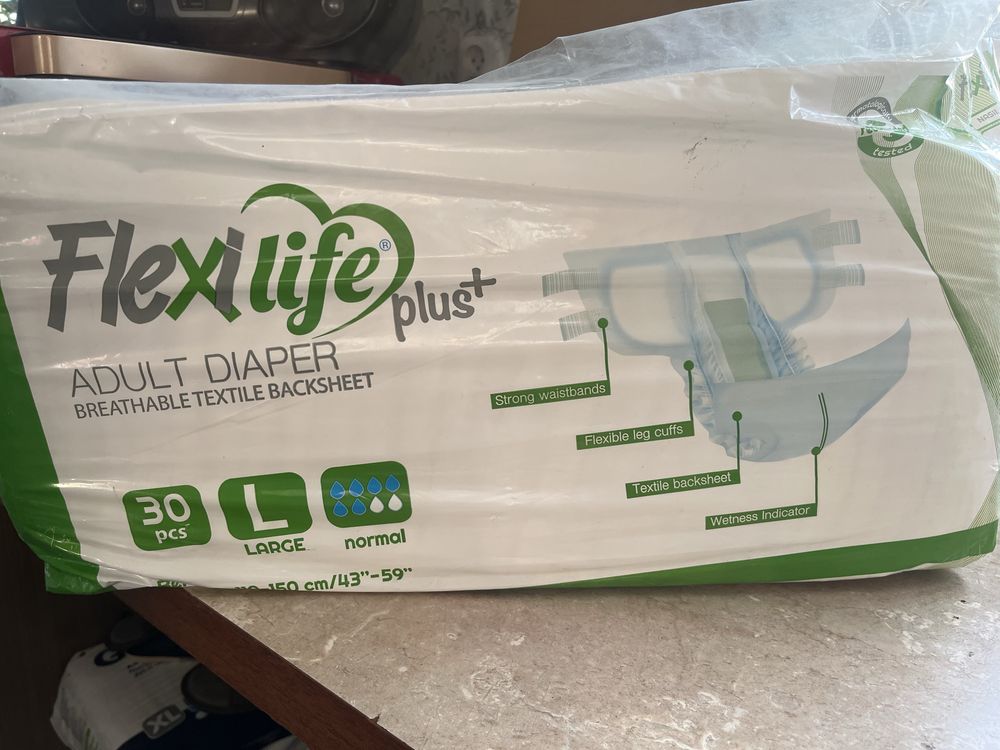 Flexilife® plus+
ADULT DIAPER
BREATHABLE TEXTILE BACKSHEET
Strong waistbands
Flexible leg cuffs
Textile backsheet
Wetness Indicator
30
pcs
L
LARGE
normal
150 cm/43"-59"
tested
XL